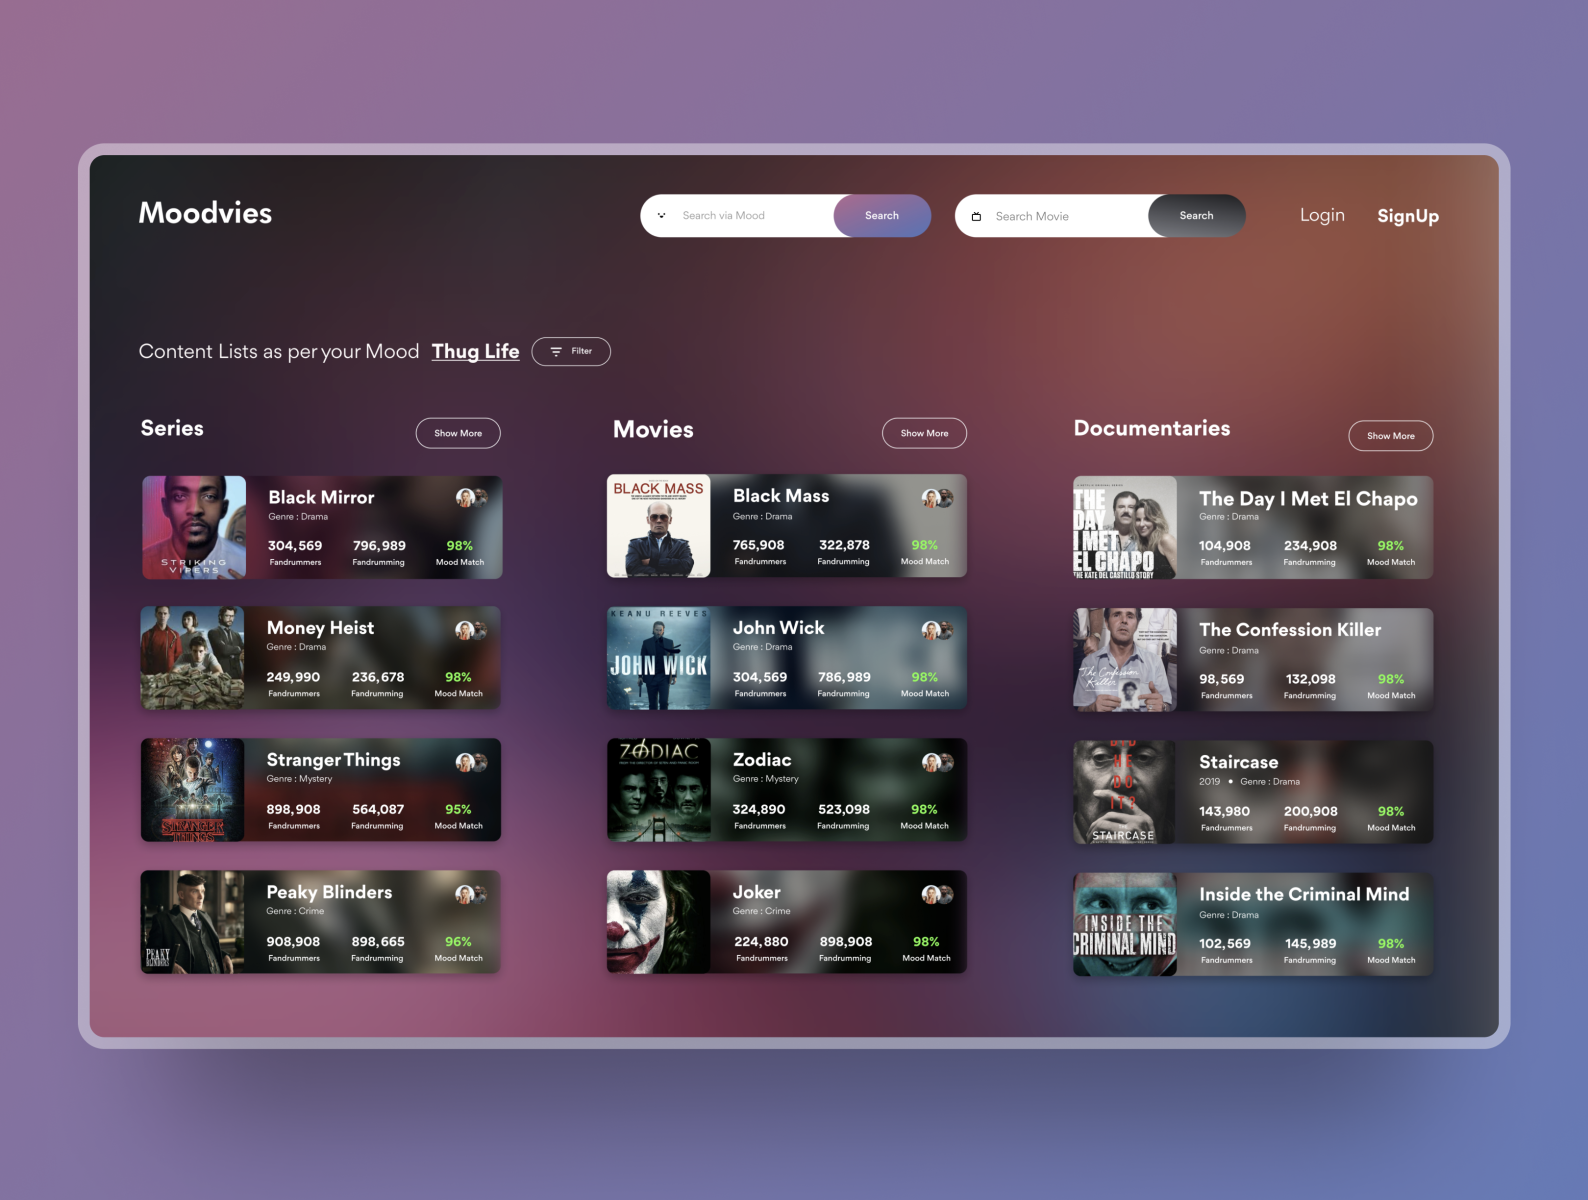 Moodvies
Search via Mood
Search
Search Movie
Search
Login
SignUp
Content Lists as per your Mood Thug Life
Filter
Series
Show More
STRIKING
VIPERS
Black Mirror
Genre : Drama
304,569 796,989 98%
Fandrummers Fandrumming Mood Match
Money Heist
Genre : Drama
249,990 236,678 98%
Fandrummers Fandrumming Mood Match
STRANGER
THINGS
Stranger Things
Genre : Mystery
898,908 564,087 95%
Fandrummers Fandrumming Mood Match
PEAKY
BLINDERS
Peaky Blinders
Genre : Crime
908,908 898,665 96%
Fandrummers Fandrumming Mood Match
Movies
Show More
BLACK MASS
Black Mass
Genre : Drama
765,908 322,878 98%
Fandrummers Fandrumming Mood Match
KEANU REEVES
JOHN WICK
John Wick
Genre : Drama
304,569 786,989 98%
Fandrummers Fandrumming Mood Match
ZODIAC
Zodiac
Genre : Mystery
324,890 523,098 98%
Fandrummers Fandrumming Mood Match
Joker
Genre : Crime
224,880 898,908 98%
Fandrummers Fandrumming Mood Match
Documentaries
Show More
THE
DAY
I MET
EL CHAPO
THE KATE DEL CASTILLO STORY
The Day I Met El Chapo
Genre : Drama
104,908 234,908 98%
Fandrummers Fandrumming Mood Match
The Confession
Killer
The Confession Killer
Genre : Drama
98,569 132,098 98%
Fandrummers Fandrumming Mood Match
DID
HE
DO
IT?
STAIRCASE
Staircase
2019 • Genre : Drama
143,980 200,908 98%
Fandrummers Fandrumming Mood Match
INSIDE THE
CRIMINAL MIND
Inside the Criminal Mind
Genre : Drama
102,569 145,989 98%
Fandrummers Fandrumming Mood Match